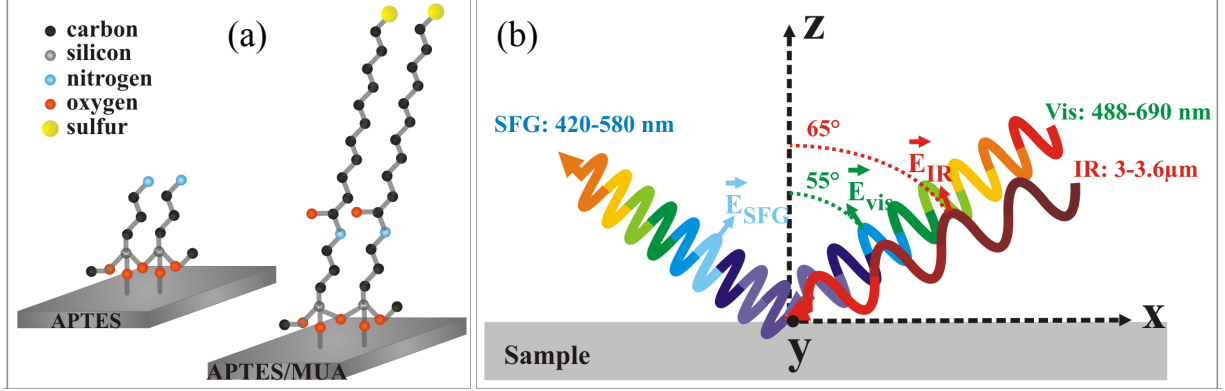 (a)
carbon
silicon
nitrogen
oxygen
sulfur
APTES
APTES/MUA
(b)
z
SFG: 420-580 nm
Vis: 488-690 nm
65°
E_IR
IR: 3-3.6µm
55°
E_vis
E_SFG
x
y
Sample